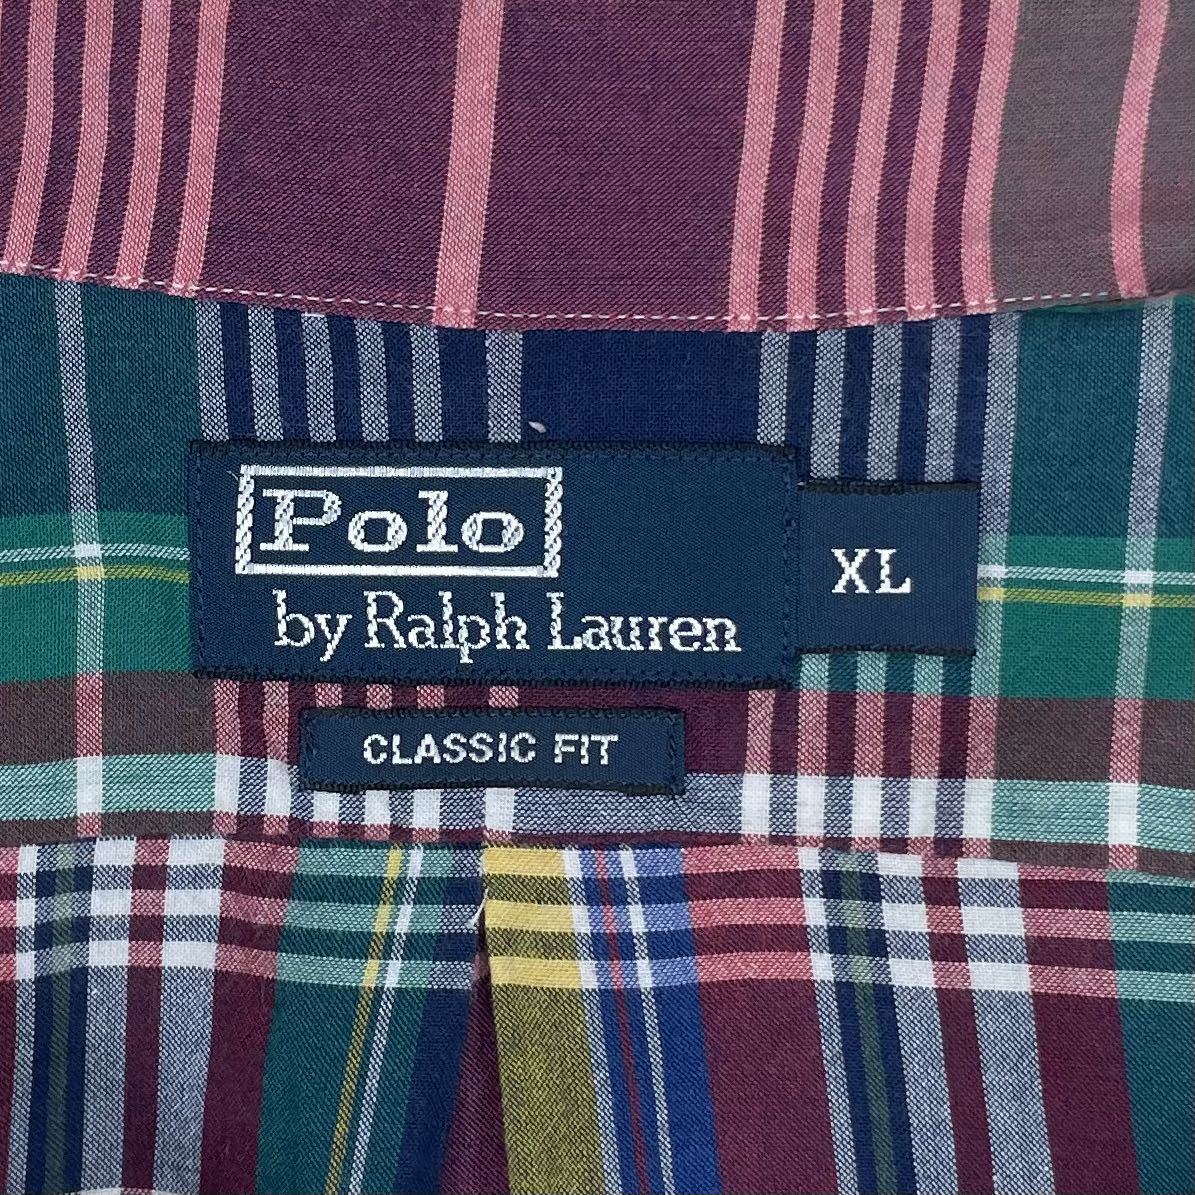 Polo
by Ralph Lauren
XL
CLASSIC FIT